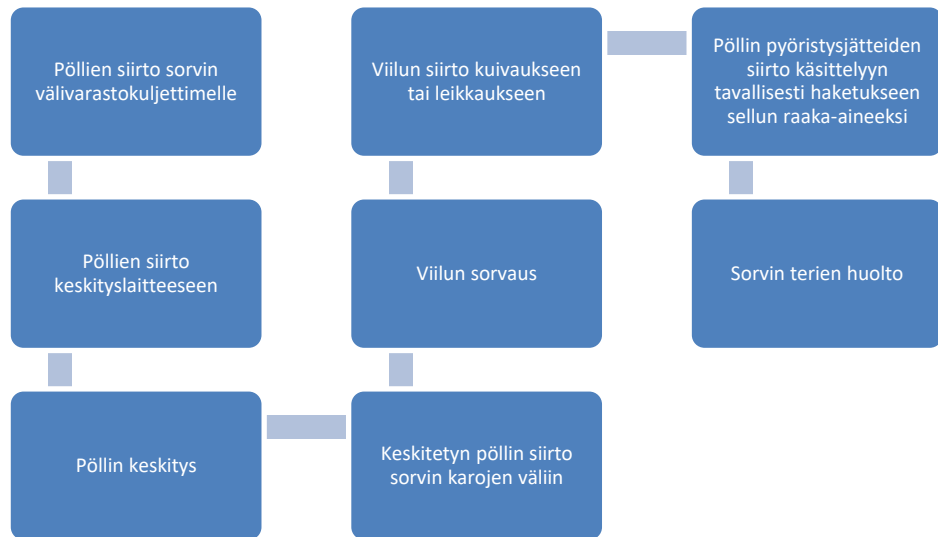 Pöllien siirto sorvin
välivarastokuljettimelle
Pöllien siirto
keskityslaitteeseen
Pöllin keskitys
Keskitetyn pöllin siirto
sorvin karojen väliin
Viilun sorvaus
Viilun siirto kuivaukseen
tai leikkaukseen
Pöllin pyöristysjätteiden
siirto käsittelyyn
tavallisesti haketukseen
sellun raaka-aineeksi
Sorvin terien huolto